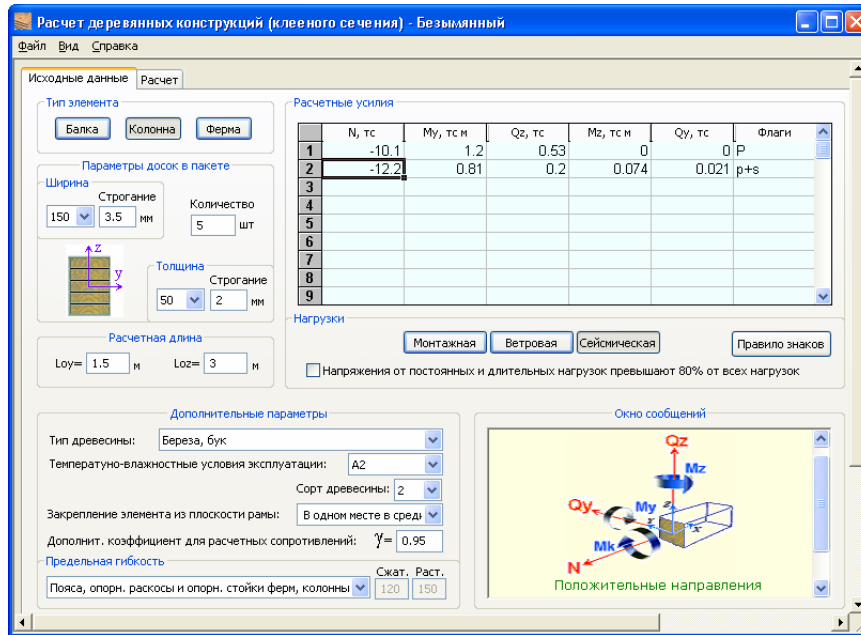 Расчет деревянных конструкций (клееного сечения) - Безымянный
Файл Вид Справка
Исходные данные Расчет
Тип элемента
Балка Колонна Ферма
Параметры досок в пакете
Ширина
Строгание
150 3.5 мм
Количество
5 шт
z
y
Толщина
Строгание
50 2 мм
Расчетная длина
Loy= 1.5 м Loz= 3 м
Расчетные усилия
N, тс My, тс м Qz, тс Mz, тс м Qy, тс Флаги
1 -10.1 1.2 0.53 0 0 P
2 -12.2 0.81 0.2 0.074 0.021 p+s
3
4
5
6
7
8
9
Нагрузки
Монтажная Ветровая Сейсмическая Правило знаков
Напряжения от постоянных и длительных нагрузок превышают 80% от всех нагрузок
Дополнительные параметры
Тип древесины: Береза, бук
Температуно-влажностные условия эксплуатации: A2
Сорт древесины: 2
Закрепление элемента из плоскости рамы: В одном месте в среди
Дополнит. коэффициент для расчетных сопротивлений: γ= 0.95
Предельная гибкость
Сжат. Раст.
Пояса, опорн. раскосы и опорн. стойки ферм, колонны 120 150
Окно сообщений
Qz
Mz
Qy My z
Y x
Mk
N
Положительные направления